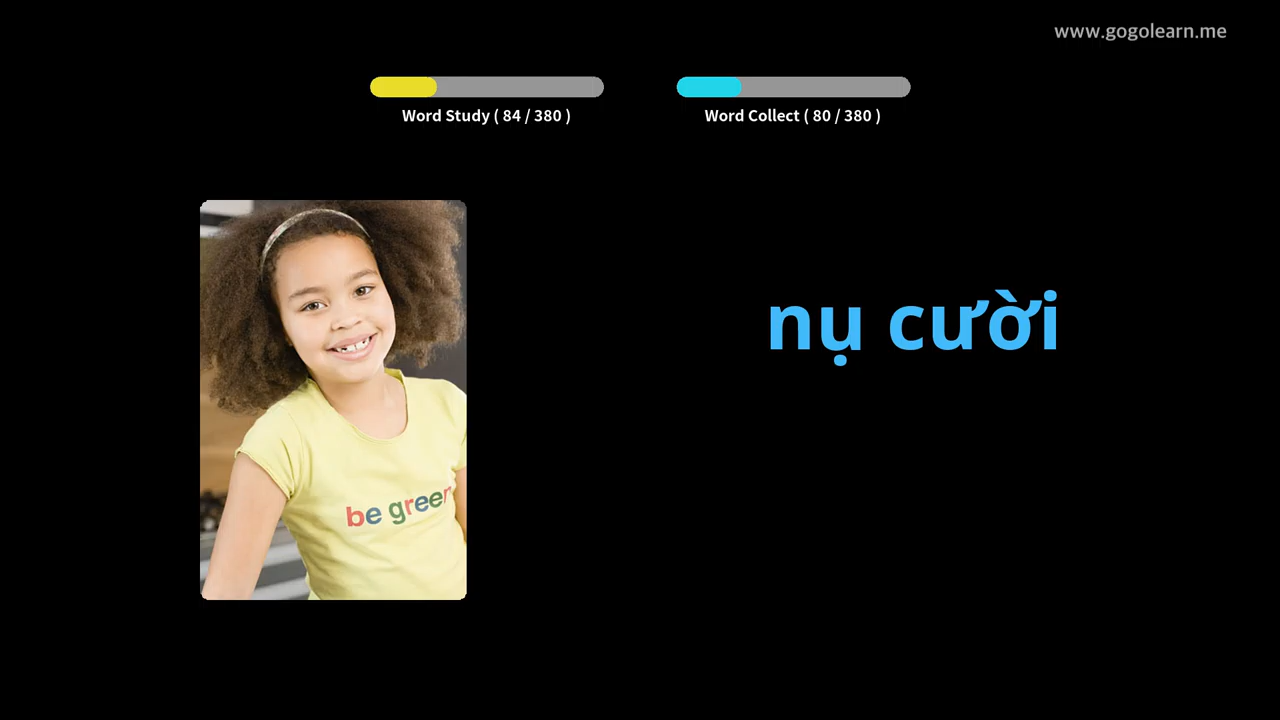 www.gogolearn.me
Word Study ( 84 / 380 )
Word Collect ( 80 / 380 )
nụ cười
be green